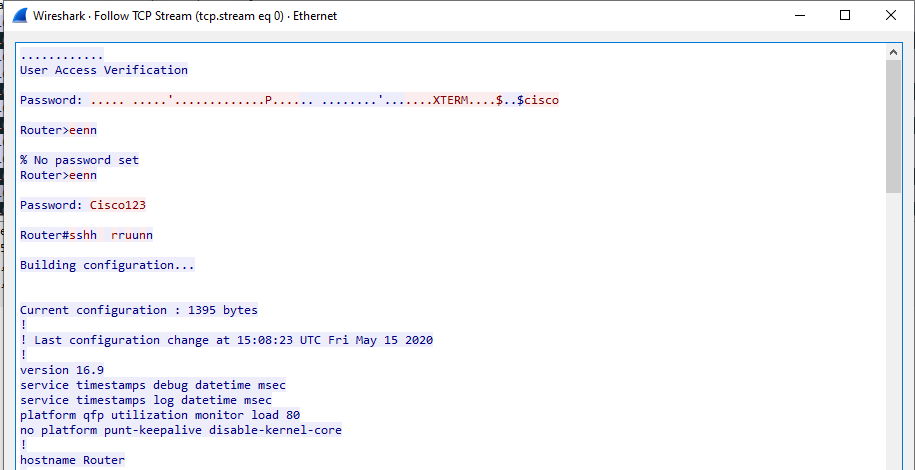 Wireshark · Follow TCP Stream (tcp.stream eq 0) · Ethernet
............
User Access Verification
Password: ..... .....'.............P...... ........'.......XTERM....$..$cisco
Router>eenn
% No password set
Router>eenn
Password: Cisco123
Router#sshh  rruunn
Building configuration...
Current configuration : 1395 bytes
!
! Last configuration change at 15:08:23 UTC Fri May 15 2020
!
version 16.9
service timestamps debug datetime msec
service timestamps log datetime msec
platform qfp utilization monitor load 80
no platform punt-keepalive disable-kernel-core
!
hostname Router